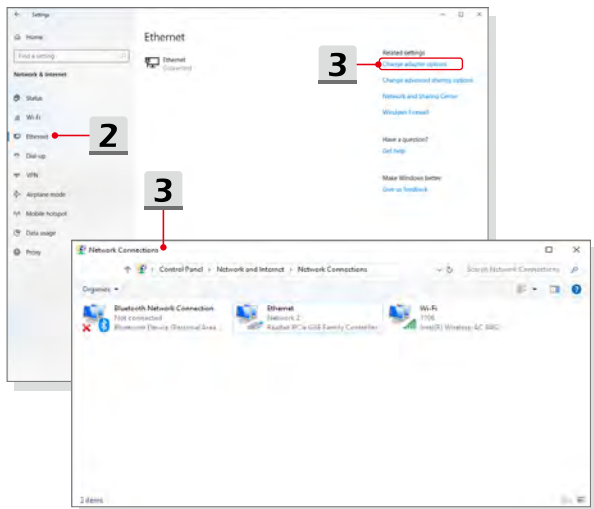 Settings
Home
Ethernet
Find a setting
Network & Internet
Ethernet
Connected
Related settings
3
Change adapter options
Change advanced sharing options
Network and Sharing Center
Windows Firewall
Status
Wi-Fi
Ethernet
2
Dial-up
VPN
Airplane mode
Mobile hotspot
Data usage
Proxy
Have a question?
Get help
Make Windows better
Give us feedback
3
Network Connections
Control Panel
Network and Internet
Network Connections
Search Network Connections
Organize
Bluetooth Network Connection
Not connected
Bluetooth Device (Personal Area ...
Ethernet
Network 2
Realtek PCIe GBE Family Controller
Wi-Fi
Intel(R) Wireless-AC
3 items